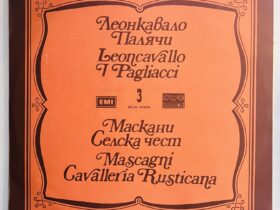 Леонкавало
Палячи
Leoncavallo
I Pagliacci
EMI 3
Маскани
Селска чест
Mascagni
Cavalleria Rusticana